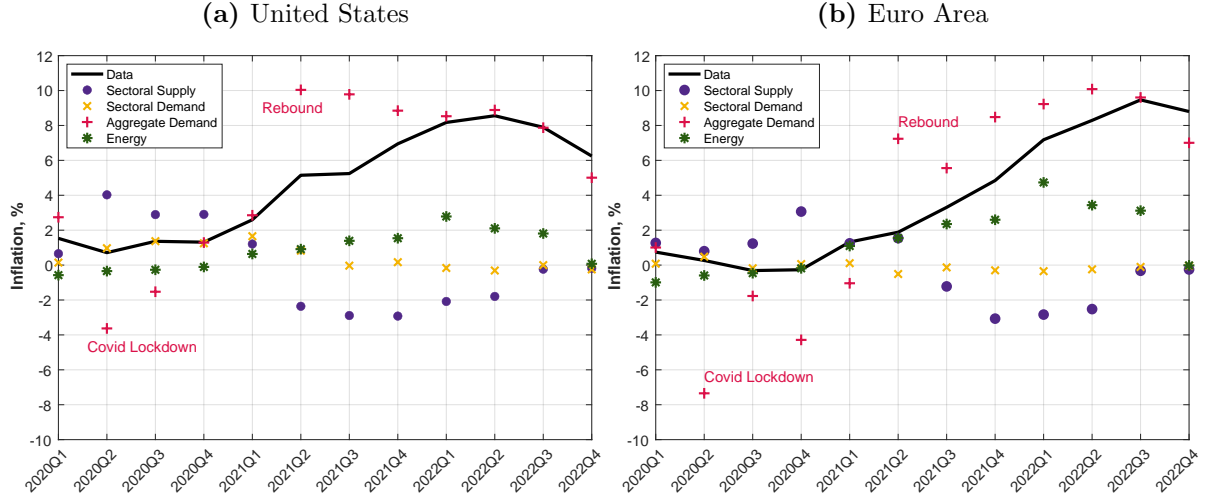 (a) United States
12
10
8
6
4
2
0
-2
-4
-6
-8
-10
Inflation, %
Data
Sectoral Supply
Sectoral Demand
Aggregate Demand
Energy
Rebound
Covid Lockdown
2020Q1
2020Q2
2020Q3
2020Q4
2021Q1
2021Q2
2021Q3
2021Q4
2022Q1
2022Q2
2022Q3
2022Q4
(b) Euro Area
12
10
8
6
4
2
0
-2
-4
-6
-8
-10
Inflation, %
Data
Sectoral Supply
Sectoral Demand
Aggregate Demand
Energy
Rebound
Covid Lockdown
2020Q1
2020Q2
2020Q3
2020Q4
2021Q1
2021Q2
2021Q3
2021Q4
2022Q1
2022Q2
2022Q3
2022Q4